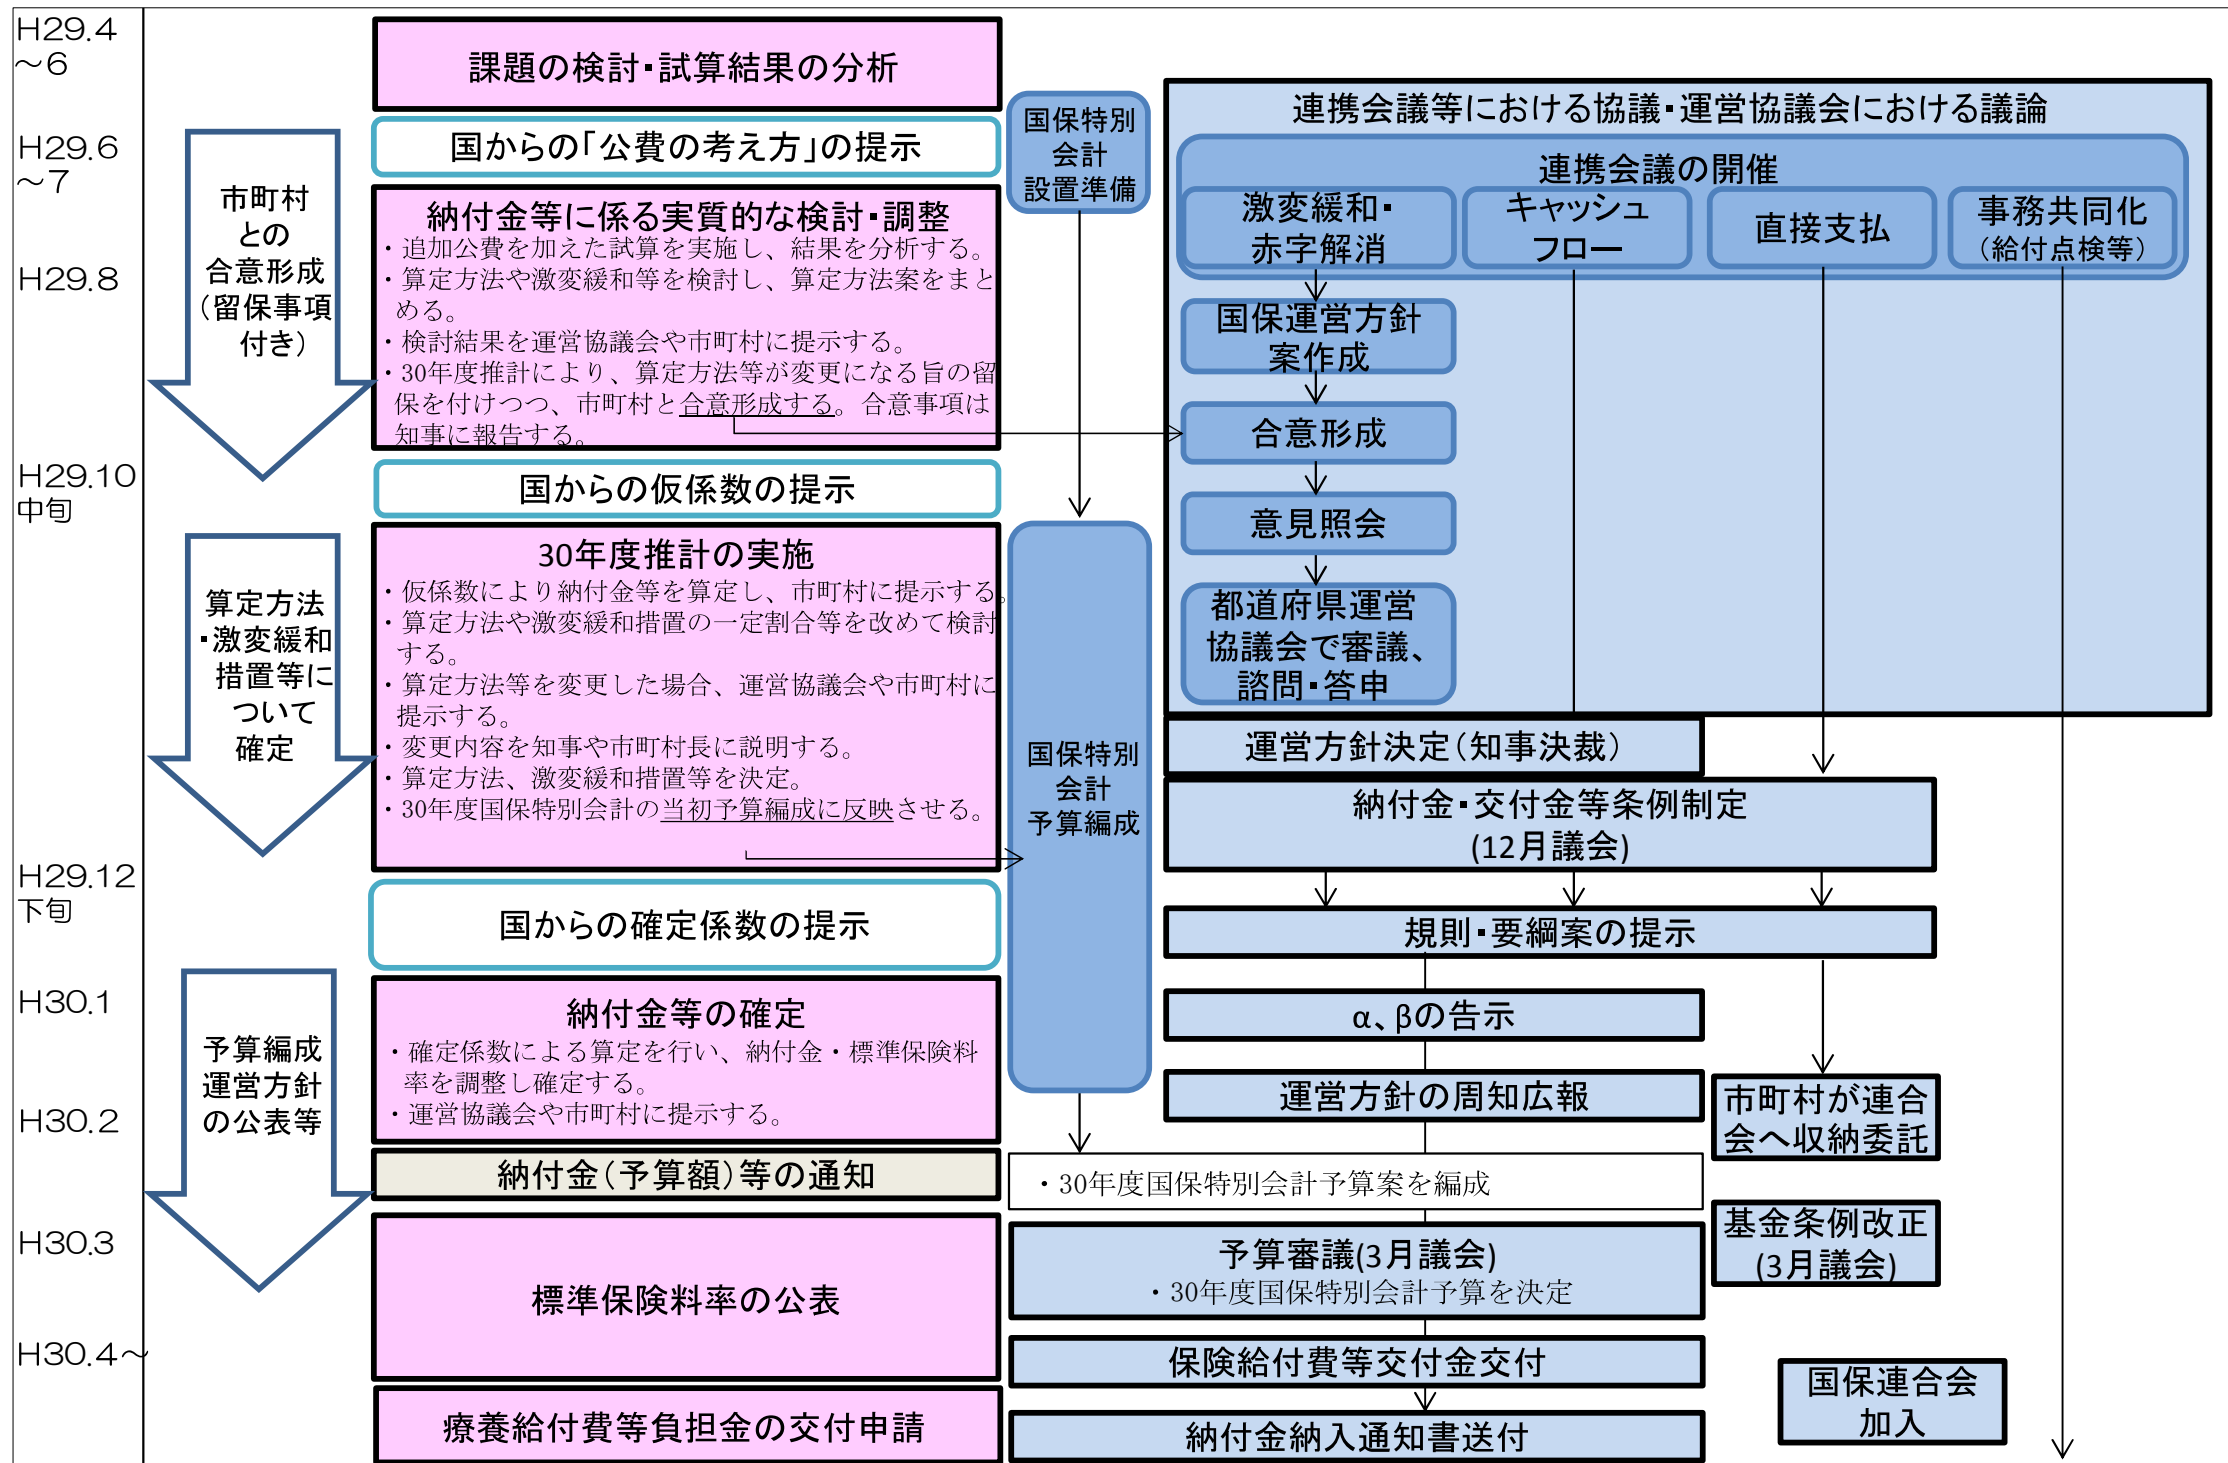 H29.4
～6
H29.6
～7
H29.8
H29.10
中旬
H29.12
下旬
H30.1
H30.2
H30.3
H30.4～
市町村
との
合意形成
（留保事項
付き）
算定方法
・激変緩和
措置等に
ついて
確定
予算編成
運営方針
の公表等
課題の検討・試算結果の分析
国からの「公費の考え方」の提示
納付金等に係る実質的な検討・調整
・追加公費を加えた試算を実施し、結果を分析する。
・算定方法や激変緩和等を検討し、算定方法案をまと
める。
・検討結果を運営協議会や市町村に提示する。
・30年度推計により、算定方法等が変更になる旨の留
保を付けつつ、市町村と合意形成する。合意事項は
知事に報告する。
国からの仮係数の提示
30年度推計の実施
・仮係数により納付金等を算定し、市町村に提示する。
・算定方法や激変緩和措置の一定割合等を改めて検討
する。
・算定方法等を変更した場合、運営協議会や市町村に
提示する。
・変更内容を知事や市町村長に説明する。
・算定方法、激変緩和措置等を決定。
・30年度国保特別会計の当初予算編成に反映させる。
国からの確定係数の提示
納付金等の確定
・確定係数による算定を行い、納付金・標準保険料
率を調整し確定する。
・運営協議会や市町村に提示する。
納付金（予算額）等の通知
標準保険料率の公表
療養給付費等負担金の交付申請
国保特別
会計
設置準備
国保特別
会計
予算編成
連携会議等における協議・運営協議会における議論
連携会議の開催
激変緩和・
赤字解消
キャッシュ
フロー
直接支払
事務共同化
（給付点検等）
国保運営方針
案作成
合意形成
意見照会
都道府県運営
協議会で審議、
諮問・答申
運営方針決定（知事決裁）
納付金・交付金等条例制定
(12月議会)
規則・要綱案の提示
α、βの告示
運営方針の周知広報
市町村が連合
会へ収納委託
・30年度国保特別会計予算案を編成
基金条例改正
(3月議会)
予算審議(3月議会)
・30年度国保特別会計予算を決定
保険給付費等交付金交付
国保連合会
加入
納付金納入通知書送付